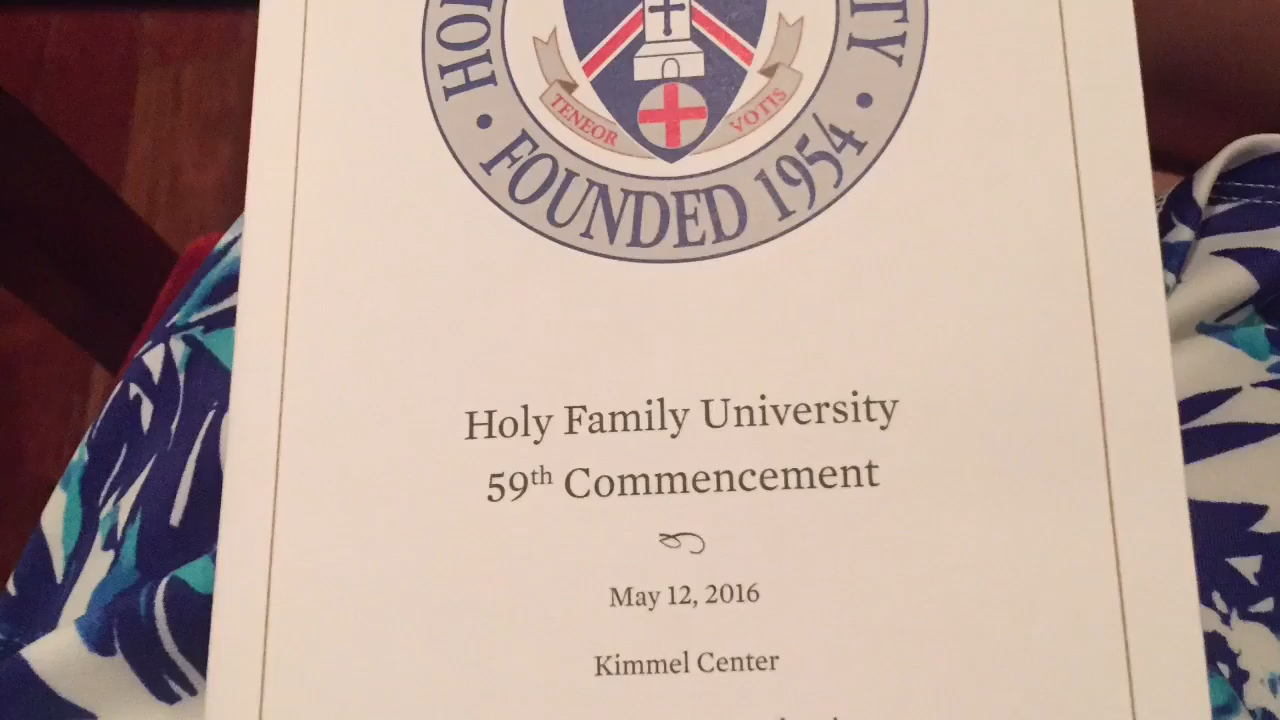 TENEOR VOTIS
· FOUNDED 1954 ·
Holy Family University
59th Commencement
May 12, 2016
Kimmel Center